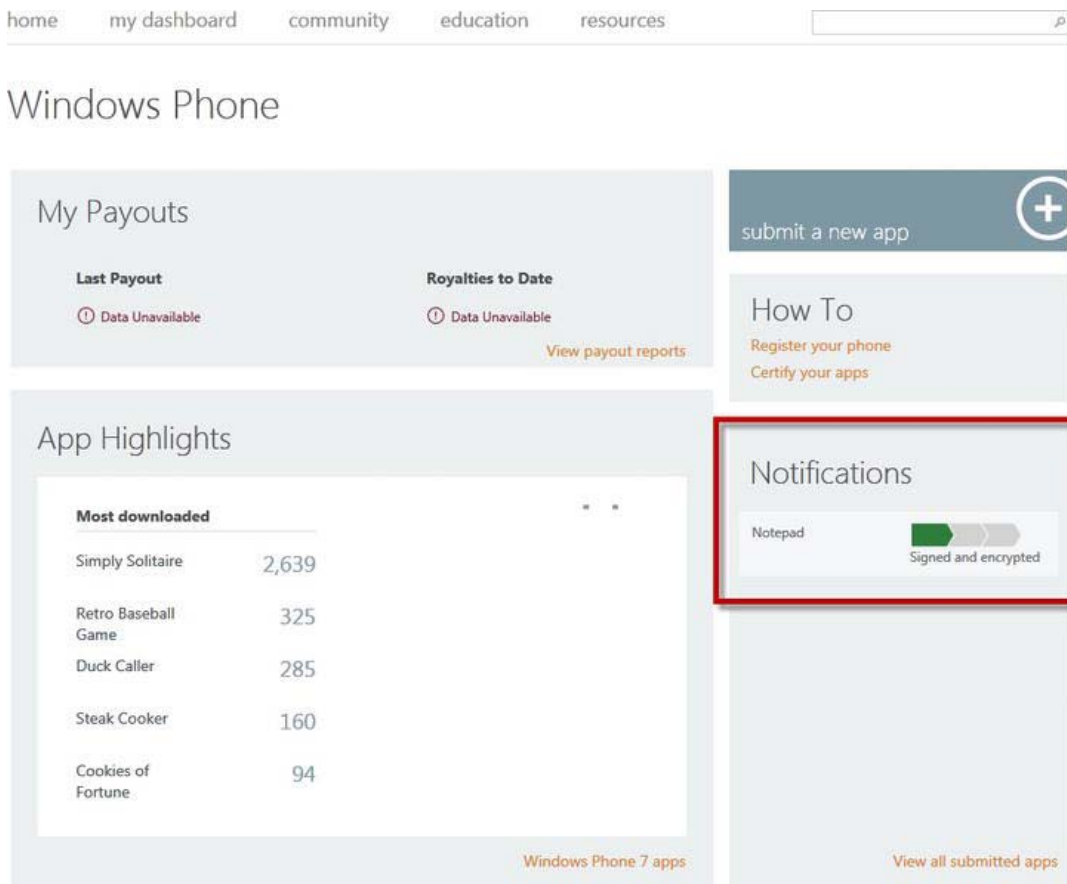 home my dashboard community education resources
Windows Phone
My Payouts
Last Payout
Royalties to Date
Data Unavailable
Data Unavailable
View payout reports
App Highlights
Most downloaded
Simply Solitaire 2,639
Retro Baseball
Game
325
Duck Caller 285
Steak Cooker 160
Cookies of
Fortune
94
Windows Phone 7 apps
submit a new app
How To
Register your phone
Certify your apps
Notifications
Notepad
Signed and encrypted
View all submitted apps